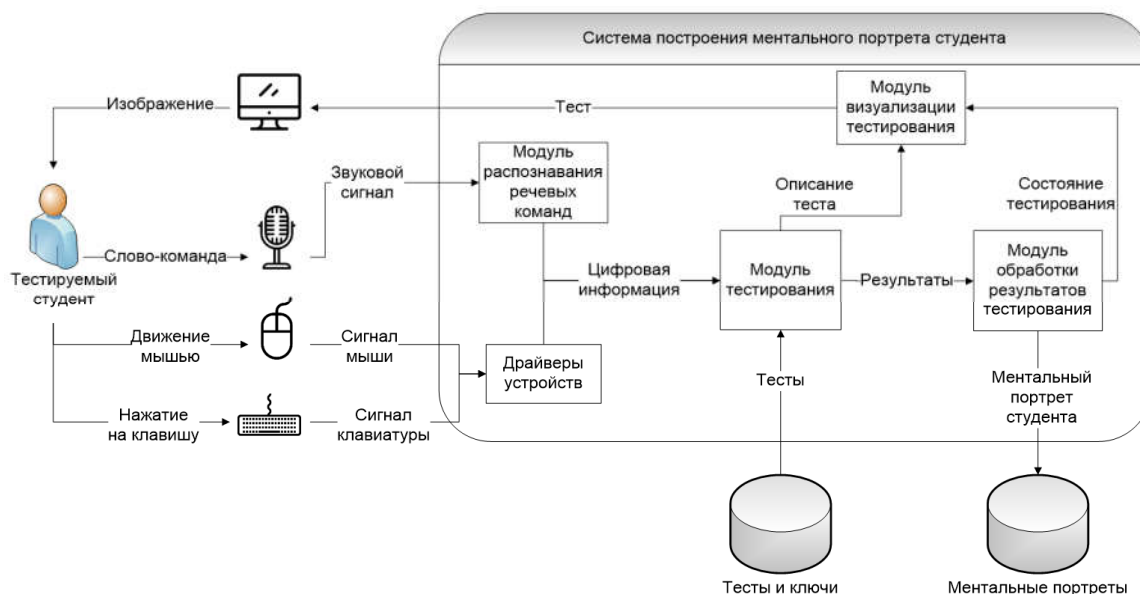 Система построения ментального портрета студента
Изображение
Тест
Модуль
визуализации
тестирования
Модуль
распознавания
речевых
команд
Звуковой
сигнал
Описание
теста
Состояние
тестирования
Слово-команда
Тестируемый
студент
Цифровая
информация
Модуль
тестирования
Результаты
Модуль
обработки
результатов
тестирования
Движение
мышью
Сигнал
мыши
Драйверы
устройств
Тесты
Ментальный
портрет
студента
Нажатие
на клавишу
Сигнал
клавиатуры
Тесты и ключи
Ментальные портреты